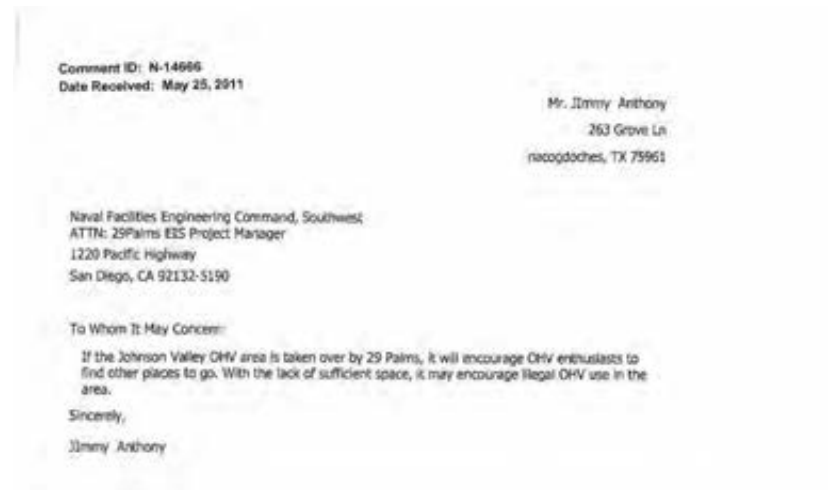 Comment ID: N-14666
Date Received: May 25, 2011
Mr. JImmy Anthony
263 Grove Ln
nacogdoches, TX 75961
Naval Facilities Engineering Command, Southwest
ATTN: 29Palms EIS Project Manager
1220 Pacific Highway
San Diego, CA 92132-5190
To Whom It May Concern:
If the Johnson Valley OHV area is taken over by 29 Palms, it will encourage OHV enthusiasts to
find other places to go. With the lack of sufficient space, it may encourage illegal OHV use in the
area.
Sincerely,
JImmy Anthony